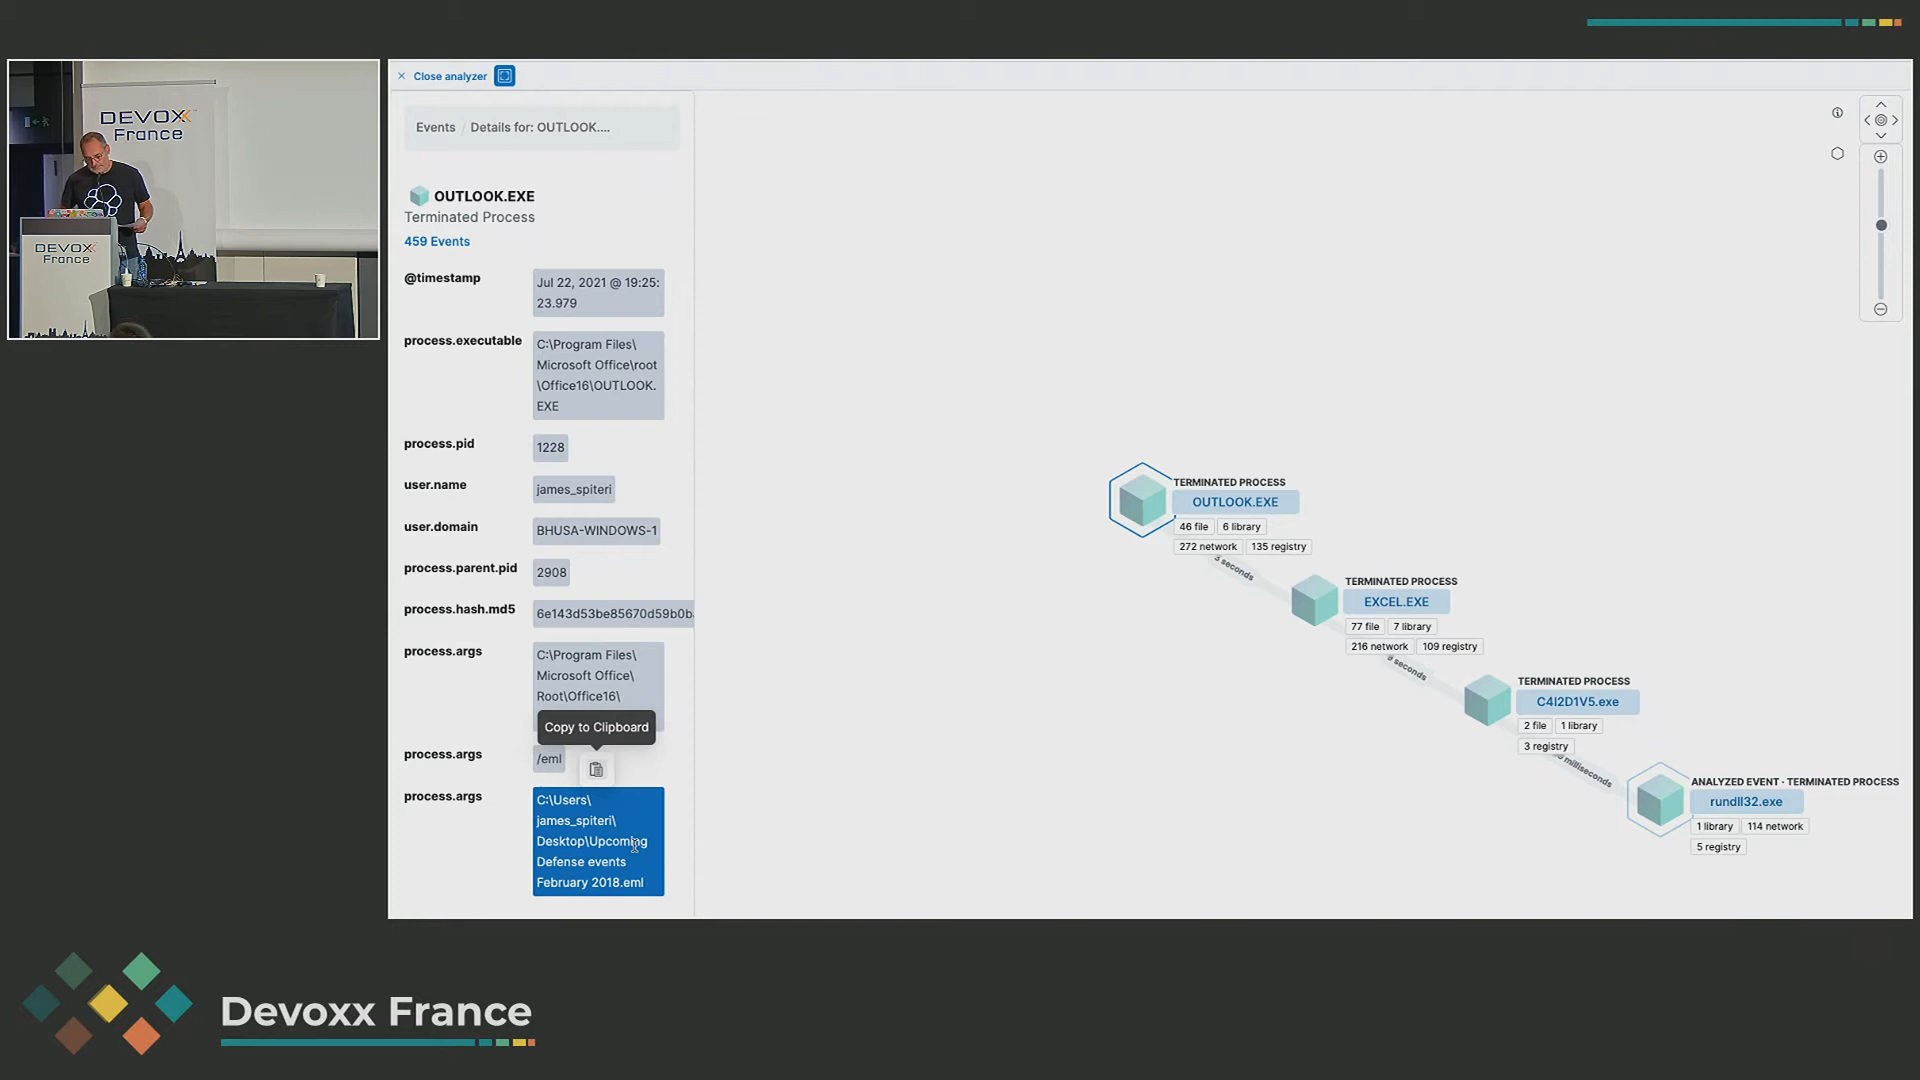 DEVOXX
France
DEVOXX
France
Close analyzer
Events / Details for: OUTLOOK....
OUTLOOK.EXE
Terminated Process
459 Events
@timestamp
Jul 22, 2021 @ 19:25:
23.979
process.executable
C:\Program Files\
Microsoft Office\root
\Office16\OUTLOOK.
EXE
process.pid
1228
user.name
james_spiteri
user.domain
BHUSA-WINDOWS-1
process.parent.pid
2908
process.hash.md5
6e143d53be85670d59b0b
process.args
C:\Program Files\
Microsoft Office\
Root\Office16\
Copy to Clipboard
process.args
/eml
process.args
C:\Users\
james_spiteri\
Desktop\Upcoming
Defense events
February 2018.eml
TERMINATED PROCESS
OUTLOOK.EXE
46 file 6 library
272 network 135 registry
3 seconds
TERMINATED PROCESS
EXCEL.EXE
77 file 7 library
216 network 109 registry
seconds
TERMINATED PROCESS
C4I2D1V5.exe
2 file 1 library
3 registry
milliseconds
ANALYZED EVENT · TERMINATED PROCESS
rundll32.exe
1 library 114 network
5 registry
Devoxx France